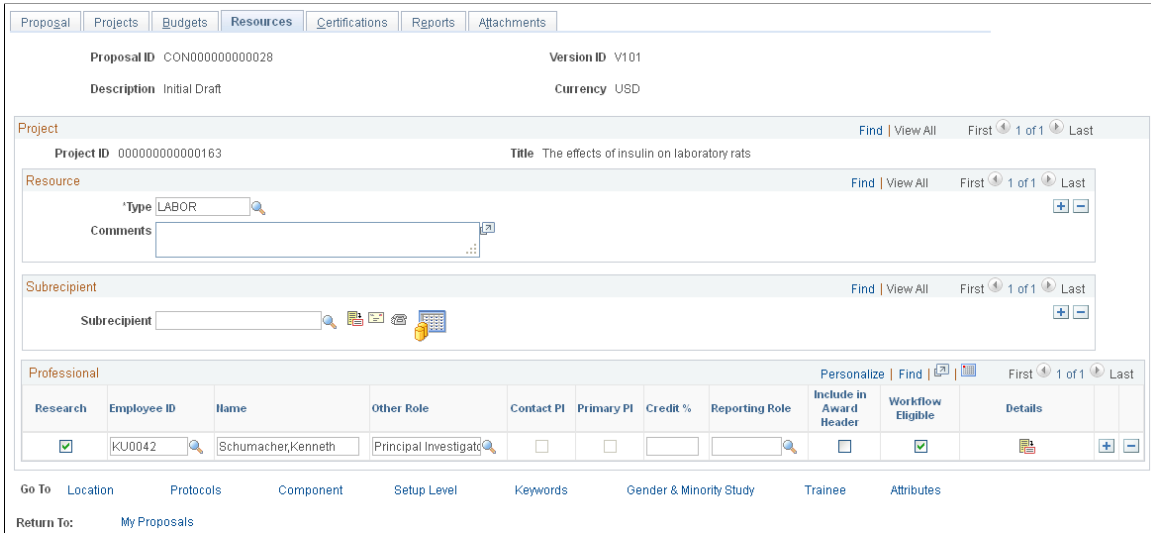 Proposal Projects Budgets Resources Certifications Reports Attachments
Proposal ID CON000000000028 Version ID V101
Description Initial Draft Currency USD
Project Find | View All First 1 of 1 Last
Project ID 000000000000163 Title The effects of insulin on laboratory rats
Resource Find | View All First 1 of 1 Last
*Type LABOR
Comments
Subrecipient Find | View All First 1 of 1 Last
Subrecipient
Professional Personalize | Find | | First 1 of 1 Last
Research Employee ID Name Other Role Contact PI Primary PI Credit % Reporting Role Include in Award Header Workflow Eligible Details
KU0042 Schumacher,Kenneth Principal Investigato
Go To Location Protocols Component Setup Level Keywords Gender & Minority Study Trainee Attributes
Return To: My Proposals